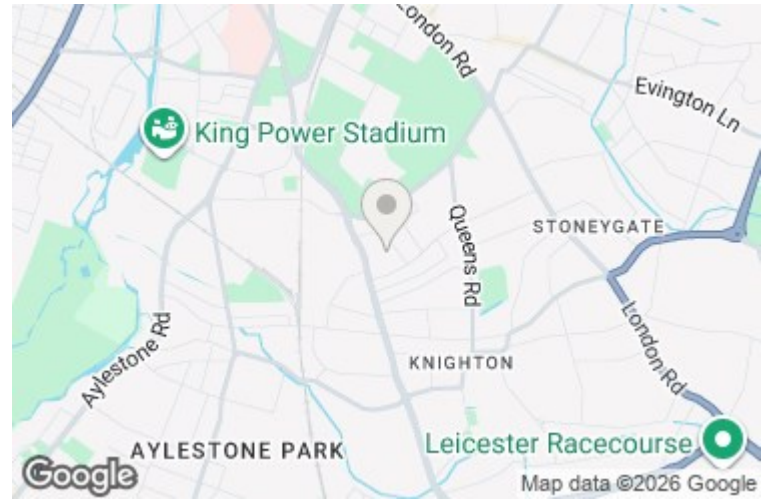 London Rd
Evington Ln
King Power Stadium
Queens Rd
STONEYGATE
Aylestone Rd
London Rd
KNIGHTON
AYLESTONE PARK
Leicester Racecourse
Google
Map data ©2026 Google